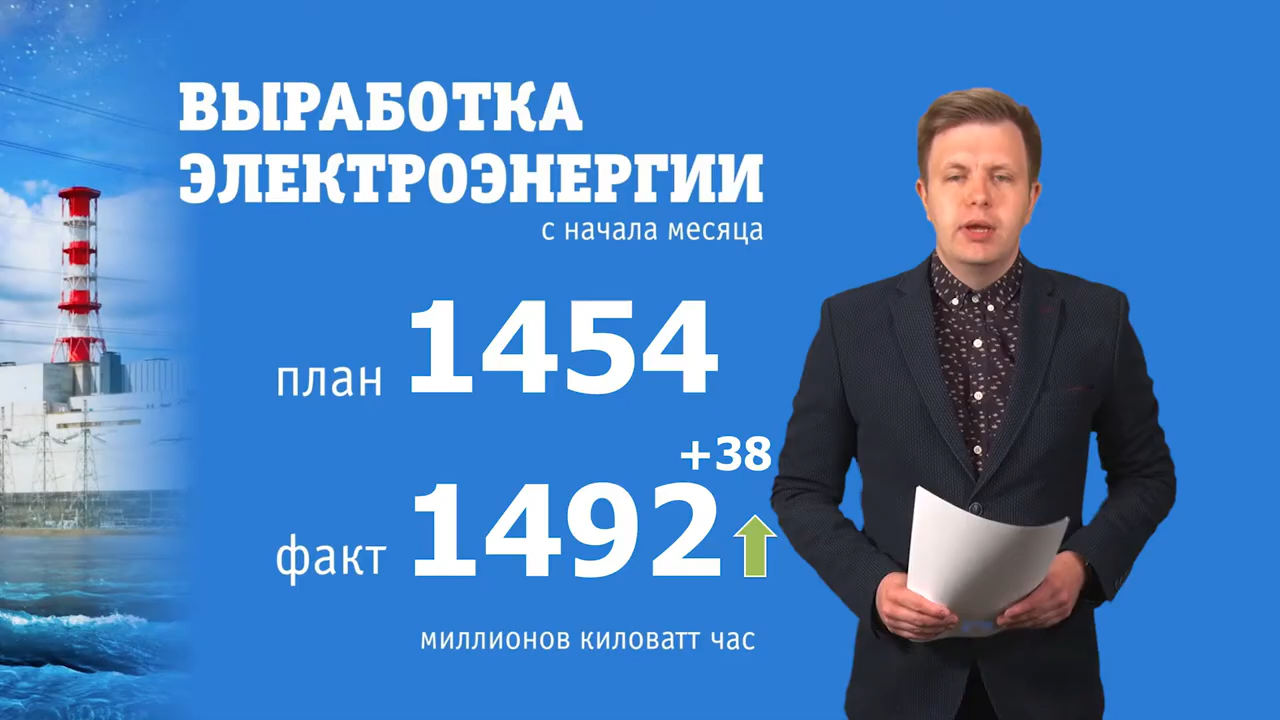 ВЫРАБОТКА
ЭЛЕКТРОЭНЕРГИИ
с начала месяца
план 1454
+38
факт 1492
миллионов киловатт час